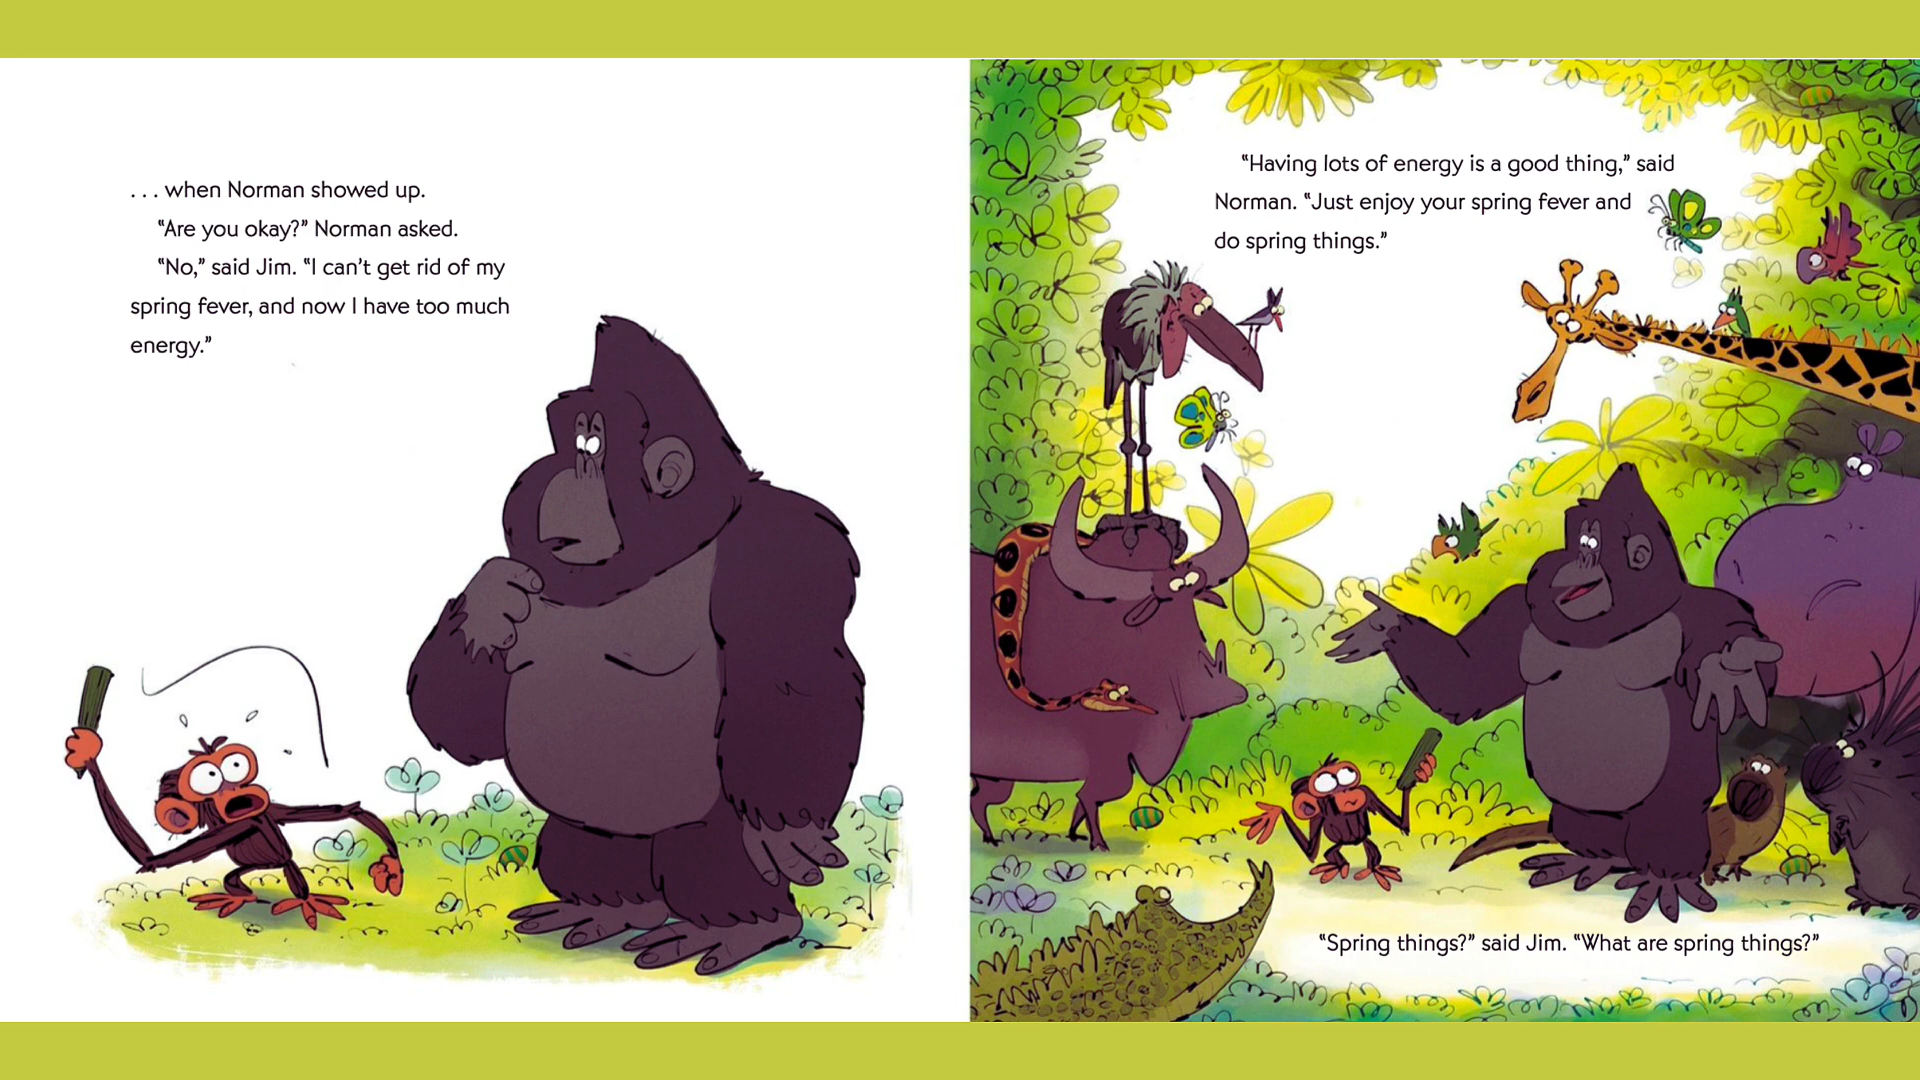 . . . when Norman showed up.
“Are you okay?” Norman asked.
“No,” said Jim. “I can’t get rid of my
spring fever, and now I have too much
energy.”
“Having lots of energy is a good thing,” said
Norman. “Just enjoy your spring fever and
do spring things.”
“Spring things?” said Jim. “What are spring things?”